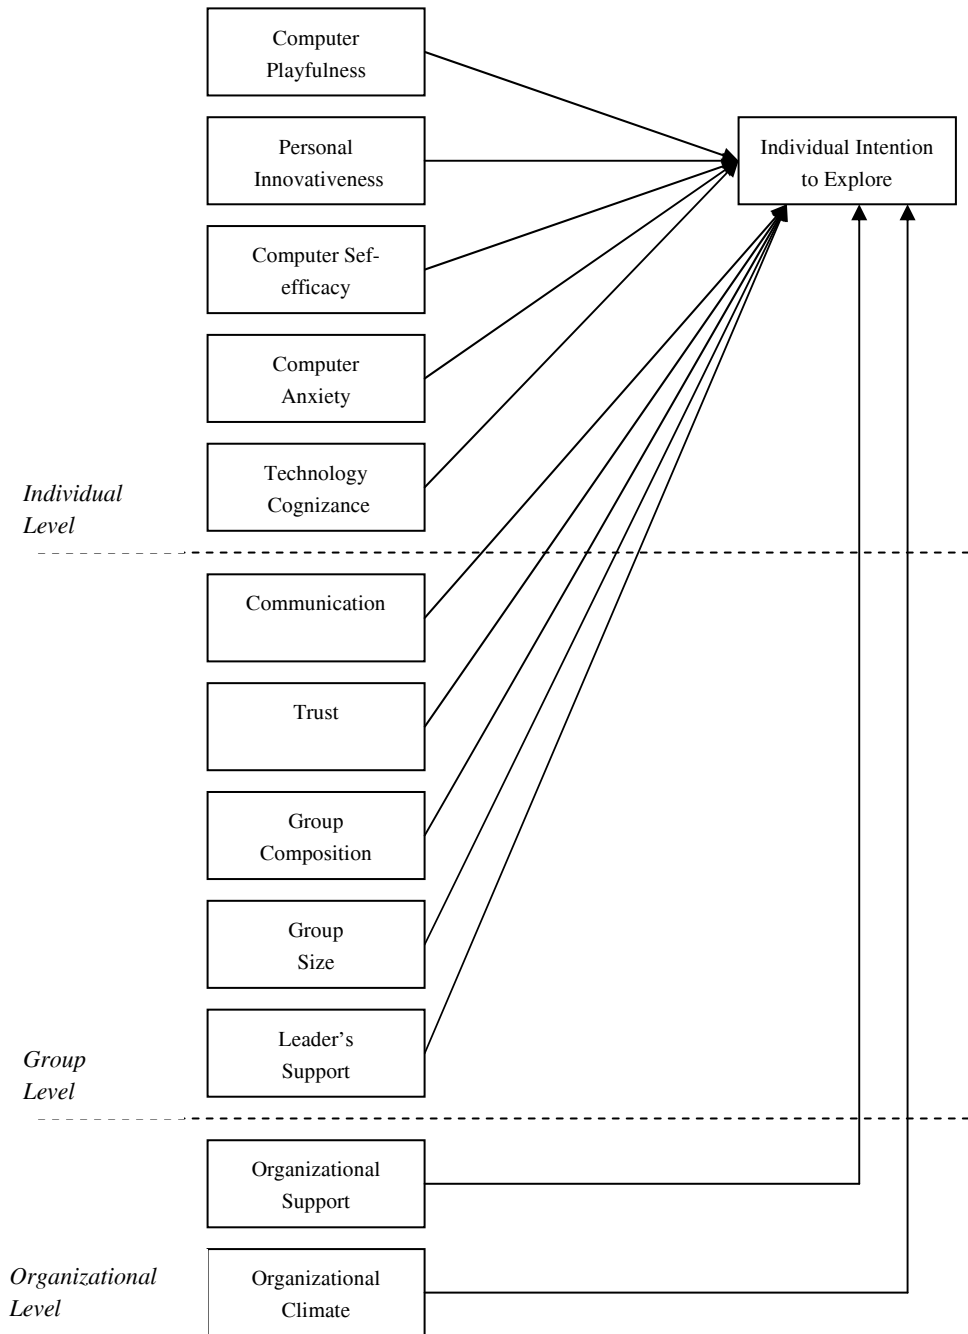 Computer
Playfulness
Personal
Innovativeness
Individual Intention
to Explore
Computer Sef-
efficacy
Computer
Anxiety
Technology
Cognizance
Individual
Level
Communication
Trust
Group
Composition
Group
Size
Leader’s
Support
Group
Level
Organizational
Support
Organizational
Climate
Organizational
Level